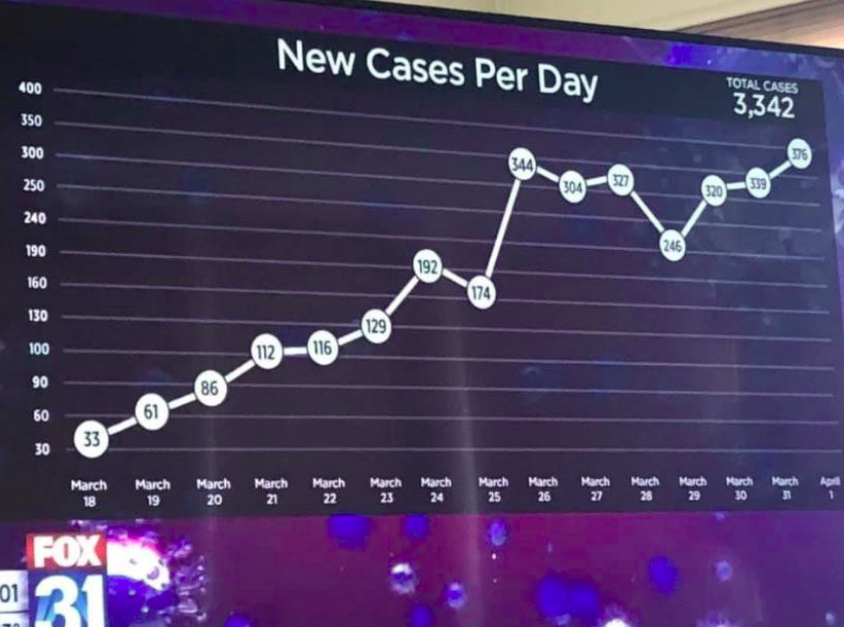 New Cases Per Day
TOTAL CASES
3,342
400
350
300
250
240
190
160
130
100
90
60
30
33
61
86
112
116
129
192
174
344
304
327
246
320
339
376
March 18
March 19
March 20
March 21
March 22
March 23
March 24
March 25
March 26
March 27
March 28
March 29
March 30
March 31
April 1
FOX
31
01